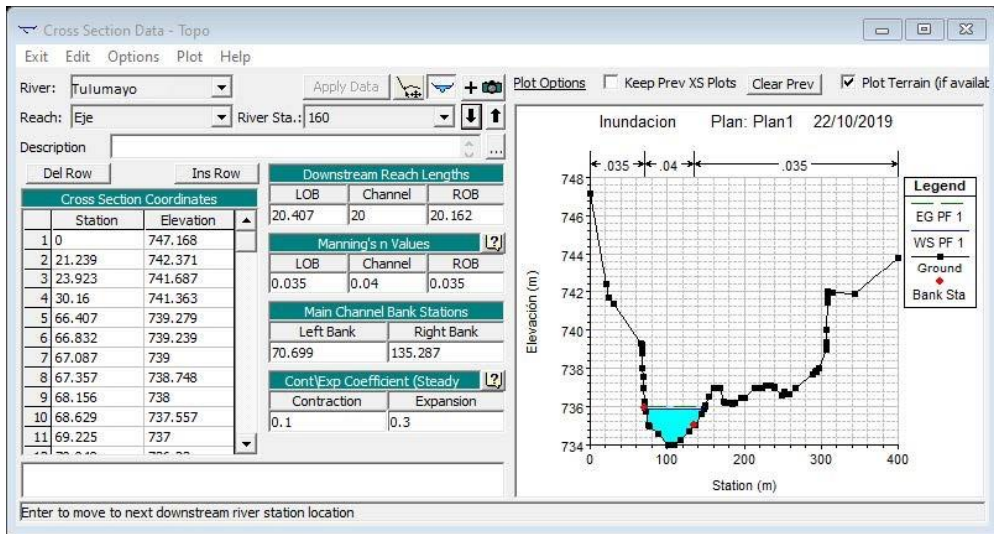 Cross Section Data - Topo
Exit Edit Options Plot Help
River: Tulumayo Apply Data Plot Options Keep Prev XS Plots Clear Prev Plot Terrain (if availab
Reach: Eje River Sta.: 160
Description ...
Del Row Ins Row
Cross Section Coordinates
Station Elevation
1 0 747.168
2 21.239 742.371
3 23.923 741.687
4 30.16 741.363
5 66.407 739.279
6 66.832 739.239
7 67.087 739
8 67.357 738.748
9 68.156 738
10 68.629 737.557
11 69.225 737
Downstream Reach Lengths
LOB Channel ROB
20.407 20 20.162
Manning's n Values
LOB Channel ROB
0.035 0.04 0.035
Main Channel Bank Stations
Left Bank Right Bank
70.699 135.287
Cont\Exp Coefficient (Steady
Contraction Expansion
0.1 0.3
Inundacion Plan: Plan1 22/10/2019
.035 .04 .035
748
746
744
742
740
738
736
734
Elevación (m)
0 100 200 300 400
Station (m)
Legend
EG PF 1
WS PF 1
Ground
Bank Sta
Enter to move to next downstream river station location